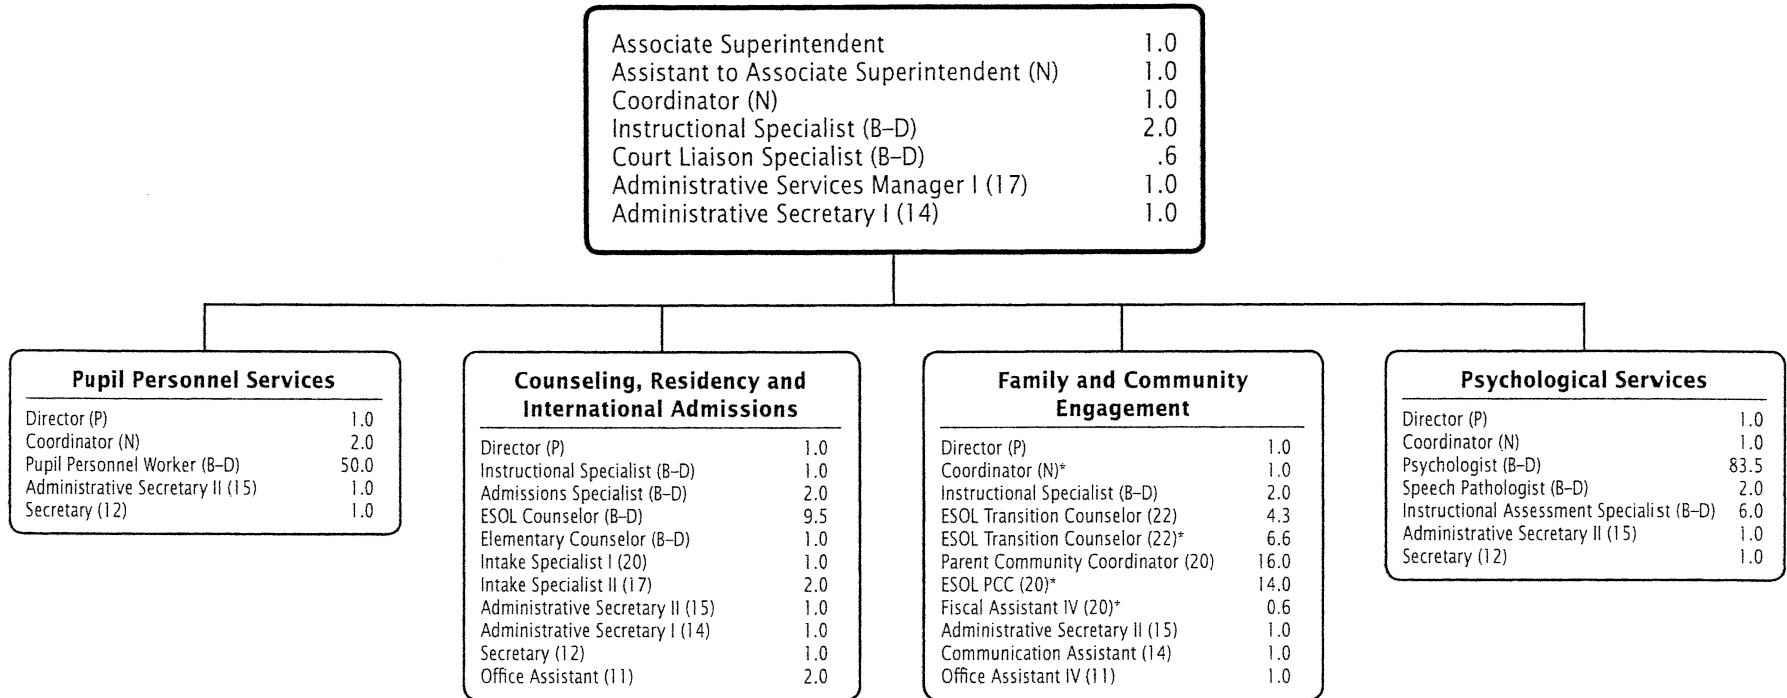 Associate Superintendent 1.0
Assistant to Associate Superintendent (N) 1.0
Coordinator (N) 1.0
Instructional Specialist (B–D) 2.0
Court Liaison Specialist (B–D) .6
Administrative Services Manager I (17) 1.0
Administrative Secretary I (14) 1.0
Pupil Personnel Services
Director (P) 1.0
Coordinator (N) 2.0
Pupil Personnel Worker (B–D) 50.0
Administrative Secretary II (15) 1.0
Secretary (12) 1.0
Counseling, Residency and
International Admissions
Director (P) 1.0
Instructional Specialist (B–D) 1.0
Admissions Specialist (B–D) 2.0
ESOL Counselor (B–D) 9.5
Elementary Counselor (B–D) 1.0
Intake Specialist I (20) 1.0
Intake Specialist II (17) 2.0
Administrative Secretary II (15) 1.0
Administrative Secretary I (14) 1.0
Secretary (12) 1.0
Office Assistant (11) 2.0
Family and Community
Engagement
Director (P) 1.0
Coordinator (N)* 1.0
Instructional Specialist (B–D) 2.0
ESOL Transition Counselor (22) 4.3
ESOL Transition Counselor (22)* 6.6
Parent Community Coordinator (20) 16.0
ESOL PCC (20)* 14.0
Fiscal Assistant IV (20)* 0.6
Administrative Secretary II (15) 1.0
Communication Assistant (14) 1.0
Office Assistant IV (11) 1.0
Psychological Services
Director (P) 1.0
Coordinator (N) 1.0
Psychologist (B–D) 83.5
Speech Pathologist (B–D) 2.0
Instructional Assessment Specialist (B–D) 6.0
Administrative Secretary II (15) 1.0
Secretary (12) 1.0